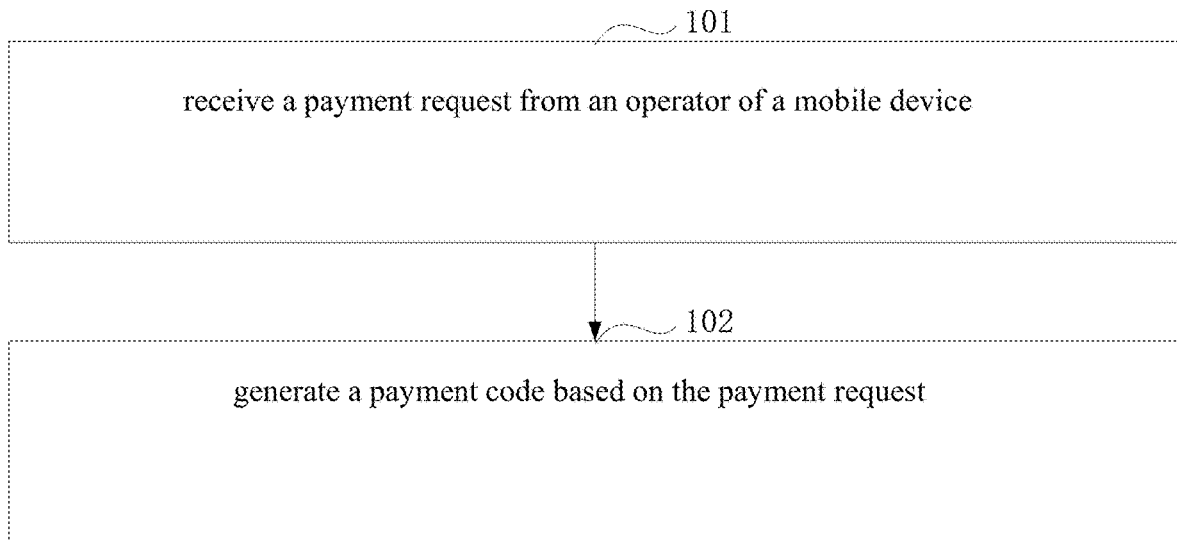 101
receive a payment request from an operator of a mobile device
102
generate a payment code based on the payment request